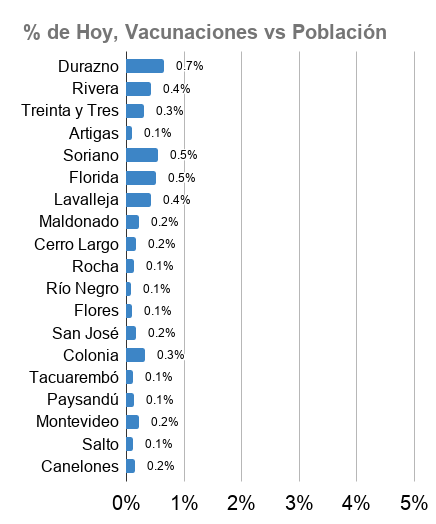 % de Hoy, Vacunaciones vs Población
Durazno 0.7%
Rivera 0.4%
Treinta y Tres 0.3%
Artigas 0.1%
Soriano 0.5%
Florida 0.5%
Lavalleja 0.4%
Maldonado 0.2%
Cerro Largo 0.2%
Rocha 0.1%
Río Negro 0.1%
Flores 0.1%
San José 0.2%
Colonia 0.3%
Tacuarembó 0.1%
Paysandú 0.1%
Montevideo 0.2%
Salto 0.1%
Canelones 0.2%
0% 1% 2% 3% 4% 5%